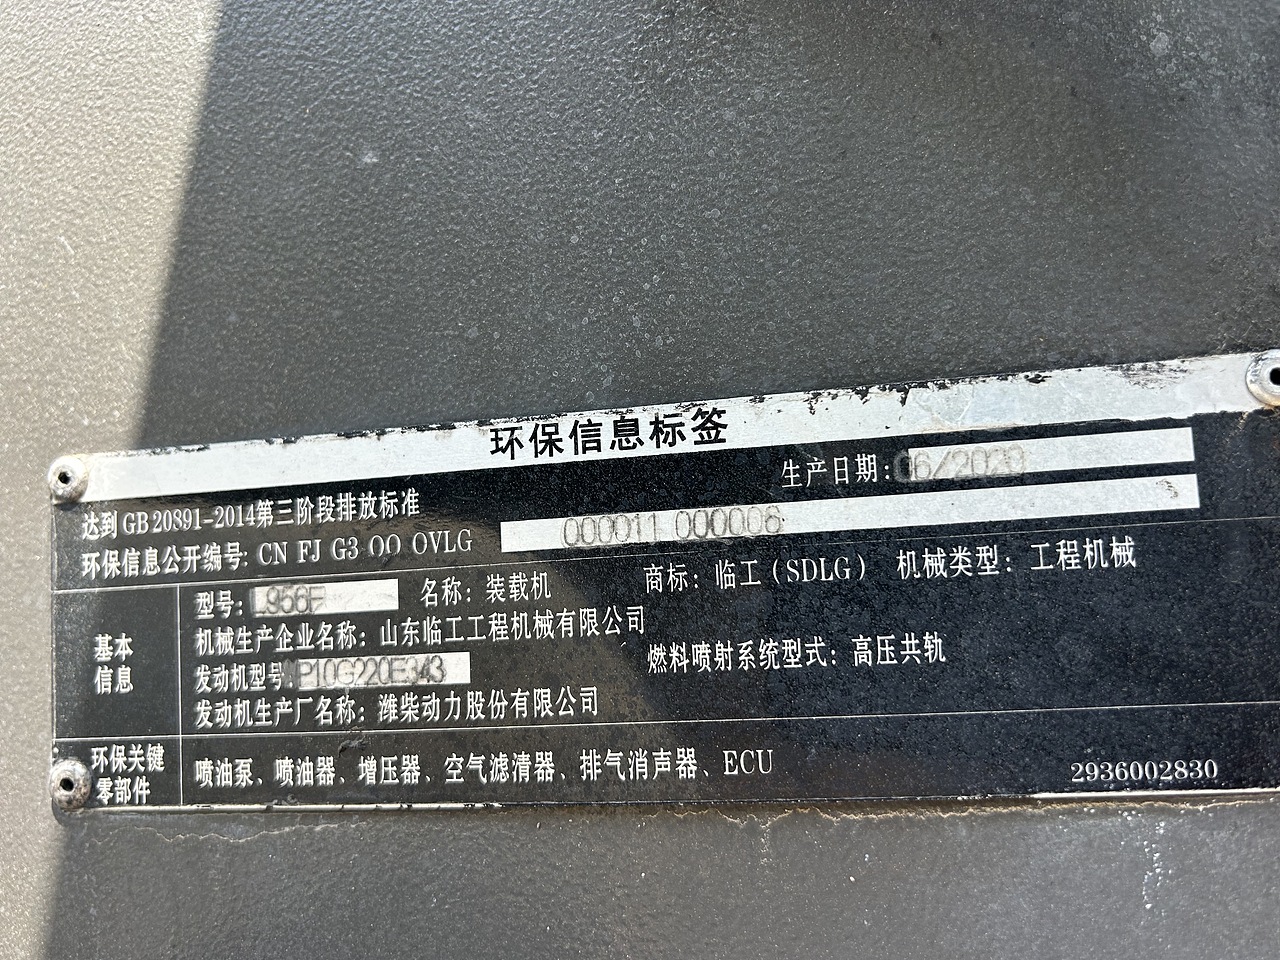 环保信息标签
达到GB 20891-2014第三阶段排放标准 生产日期:06/2020
环保信息公开编号: CN FJ G3 00 0VLG 000011 000006
基本信息
型号: L956F 名称: 装载机 商标: 临工(SDLG) 机械类型: 工程机械
机械生产企业名称: 山东临工工程机械有限公司
发动机型号: WP10G220E343 燃料喷射系统型式: 高压共轨
发动机生产厂名称: 潍柴动力股份有限公司
环保关键零部件
喷油泵、喷油器、增压器、空气滤清器、排气消声器、ECU
2936002830